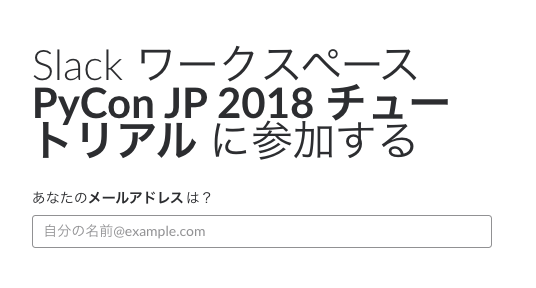 Slack ワークスペース
PyCon JP 2018 チュー
トリアル に参加する
あなたのメールアドレスは？
自分の名前@example.com